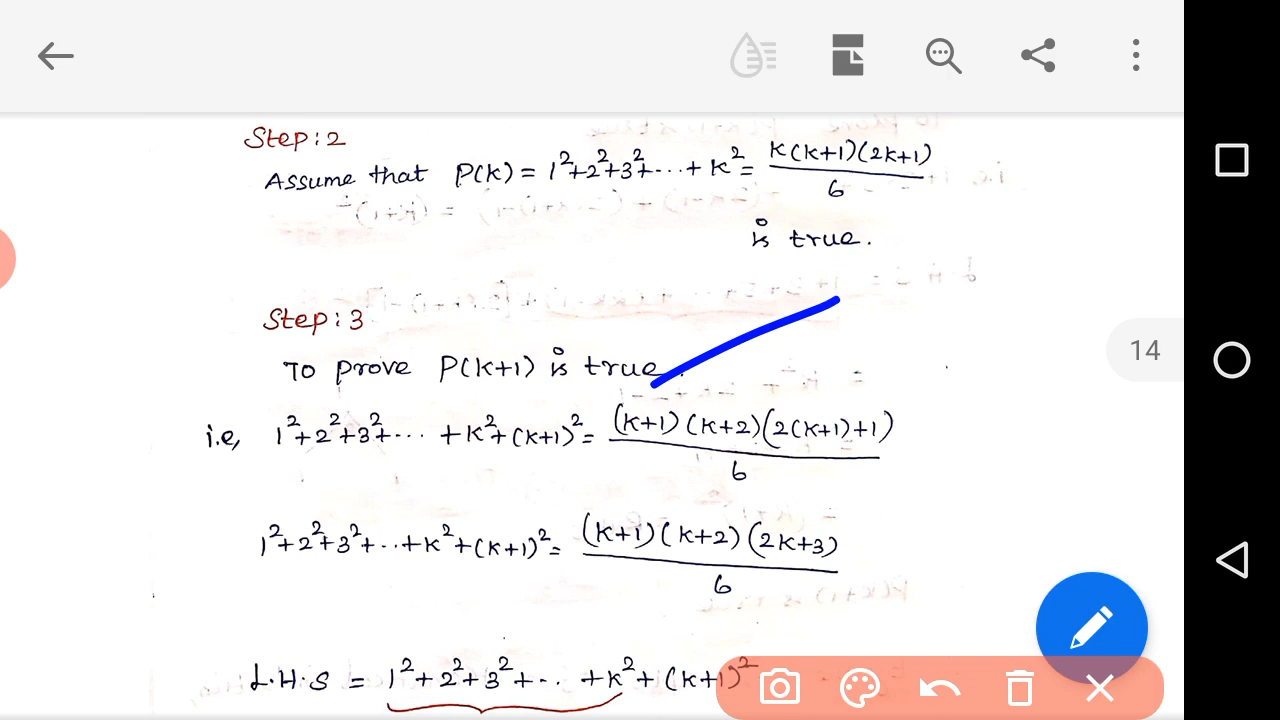 Step:2
Assume that P(k) = 1²+2²+3²+...+ k² = k(k+1)(2k+1)/6
is true.
Step:3
To prove P(k+1) is true.
14
i.e, 1²+2²+3²+... +k²+(k+1)² = (k+1)(k+2)(2(k+1)+1)/6
1²+2²+3²+...+k²+(k+1)² = (k+1)(k+2)(2k+3)/6
L.H.S = 1²+2²+3²+... +k²+(k+1)²